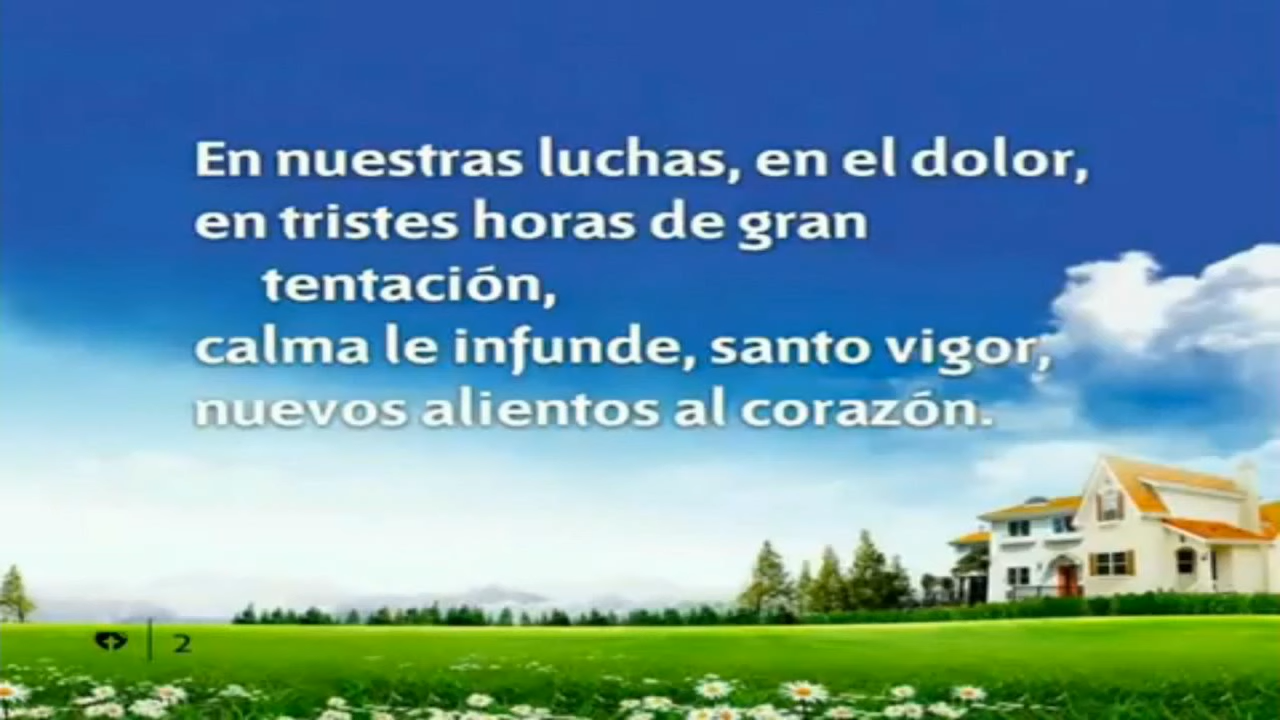 En nuestras luchas, en el dolor,
en tristes horas de gran
tentación,
calma le infunde, santo vigor,
nuevos alientos al corazón.
2